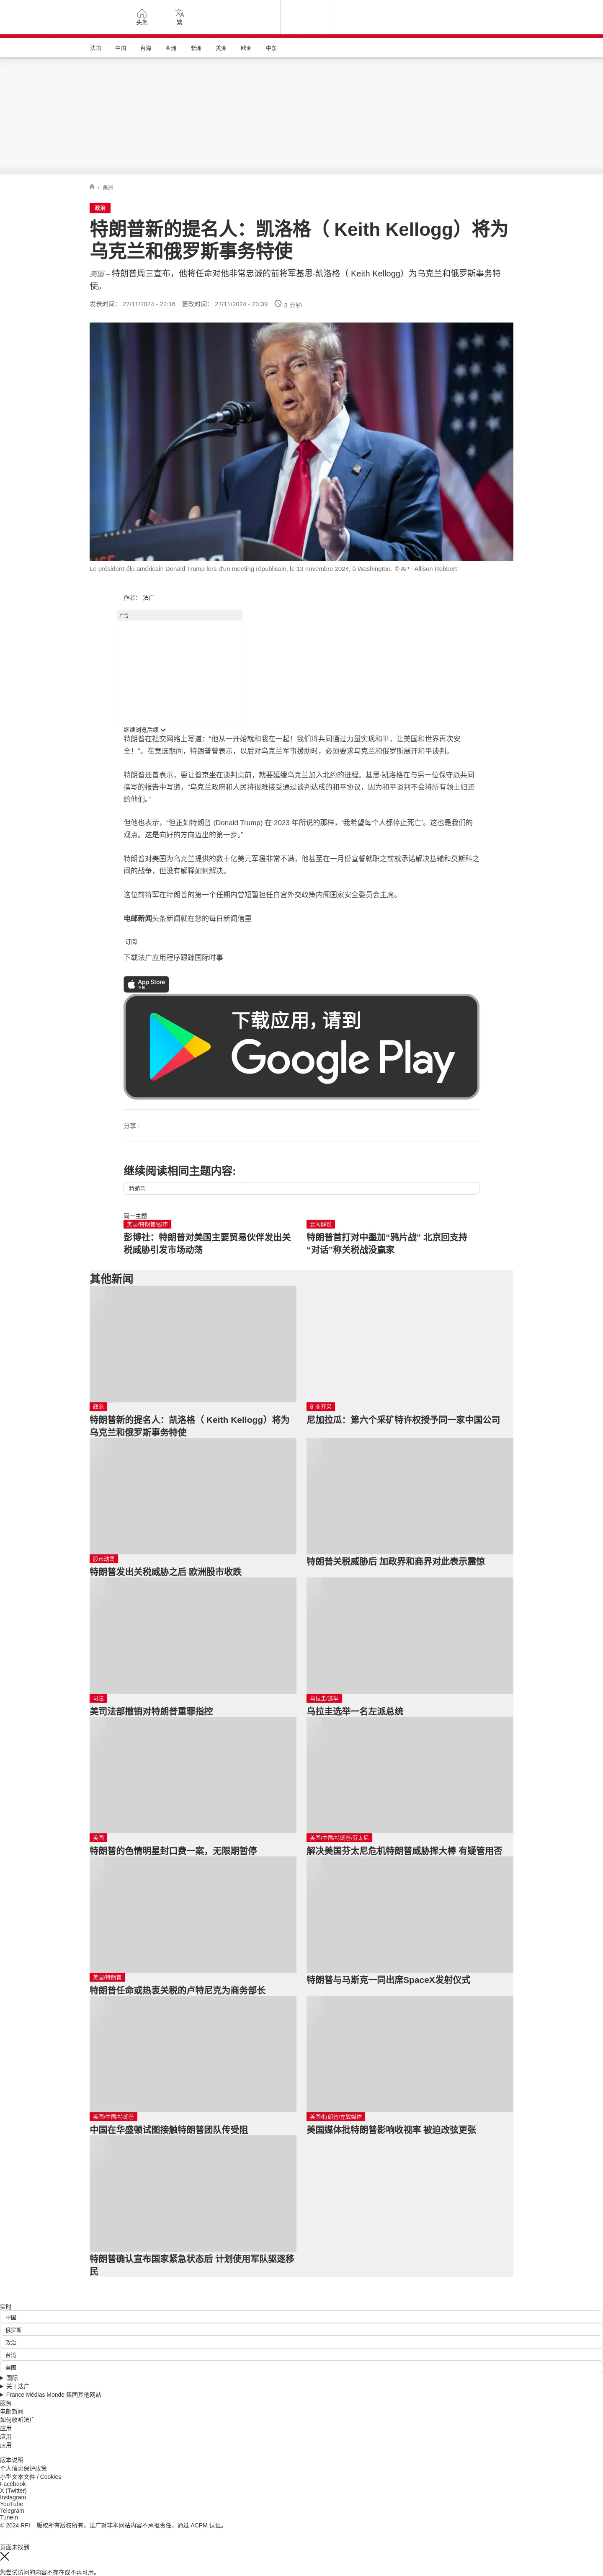 头条
繁
法国
中国
台海
亚洲
非洲
美洲
欧洲
中东
/ 美洲
政治
特朗普新的提名人：凯洛格（ Keith Kellogg）将为
乌克兰和俄罗斯事务特使
美国 – 特朗普周三宣布，他将任命对他非常忠诚的前将军基思·凯洛格（ Keith Kellogg）为乌克兰和俄罗斯事务特
使。
发表时间： 27/11/2024 - 22:16 更改时间： 27/11/2024 - 23:39 3 分钟
Le président-élu américain Donald Trump lors d'un meeting républicain, le 13 novembre 2024, à Washington. © AP - Allison Robbert
作者： 法广
广告
继续浏览后续
特朗普在社交网络上写道：“他从一开始就和我在一起！我们将共同通过力量实现和平，让美国和世界再次安
全！”。在竞选期间，特朗普曾表示，以后对乌克兰军事援助时，必须要求乌克兰和俄罗斯展开和平谈判。
特朗普还曾表示，要让普京坐在谈判桌前，就要延缓乌克兰加入北约的进程。基思·凯洛格在与另一位保守派共同
撰写的报告中写道，“乌克兰政府和人民将很难接受通过谈判达成的和平协议，因为和平谈判不会将所有领土归还
给他们。”
但他也表示，“但正如特朗普 (Donald Trump) 在 2023 年所说的那样，‘我希望每个人都停止死亡’。这也是我们的
观点。这是向好的方向迈出的第一步。”
特朗普对美国为乌克兰提供的数十亿美元军援非常不满，他甚至在一月份宣誓就职之前就承诺解决基辅和莫斯科之
间的战争，但没有解释如何解决。
这位前将军在特朗普的第一个任期内曾短暂担任白宫外交政策内阁国家安全委员会主席。
电邮新闻头条新闻就在您的每日新闻信里
订阅
下载法广应用程序跟踪国际时事
App Store
下载
下载应用，请到
Google Play
分享 :
继续阅读相同主题内容:
特朗普
同一主题
美国/特朗普/股市
彭博社：特朗普对美国主要贸易伙伴发出关
税威胁引发市场动荡
要闻解说
特朗普首打对中墨加“鸦片战” 北京回支持
“对话”称关税战没赢家
其他新闻
政治
特朗普新的提名人：凯洛格（ Keith Kellogg）将为
乌克兰和俄罗斯事务特使
矿业开采
尼加拉瓜：第六个采矿特许权授予同一家中国公司
股市动荡
特朗普发出关税威胁之后 欧洲股市收跌
特朗普关税威胁后 加政界和商界对此表示震惊
司法
美司法部撤销对特朗普重罪指控
乌拉圭/选举
乌拉圭选举一名左派总统
美国
特朗普的色情明星封口费一案，无限期暂停
美国/中国/特朗普/芬太尼
解决美国芬太尼危机特朗普威胁挥大棒 有疑管用否
美国/特朗普
特朗普任命或热衷关税的卢特尼克为商务部长
特朗普与马斯克一同出席SpaceX发射仪式
美国/中国/特朗普
中国在华盛顿试图接触特朗普团队传受阻
美国/特朗普/左翼媒体
美国媒体批特朗普影响收视率 被迫改弦更张
特朗普确认宣布国家紧急状态后 计划使用军队驱逐移
民
实时
中国
俄罗斯
政治
台湾
美国
国际
关于法广
France Médias Monde 集团其他网站
服务
电邮新闻
如何收听法广
应用
应用
应用
版本说明
个人信息保护政策
小型文本文件 / Cookies
Facebook
X (Twitter)
Instagram
YouTube
Telegram
TuneIn
© 2024 RFI – 版权所有版权所有。法广对非本网站内容不承担责任。通过 ACPM 认证。
页面未找到
您尝试访问的内容不存在或不再可用。